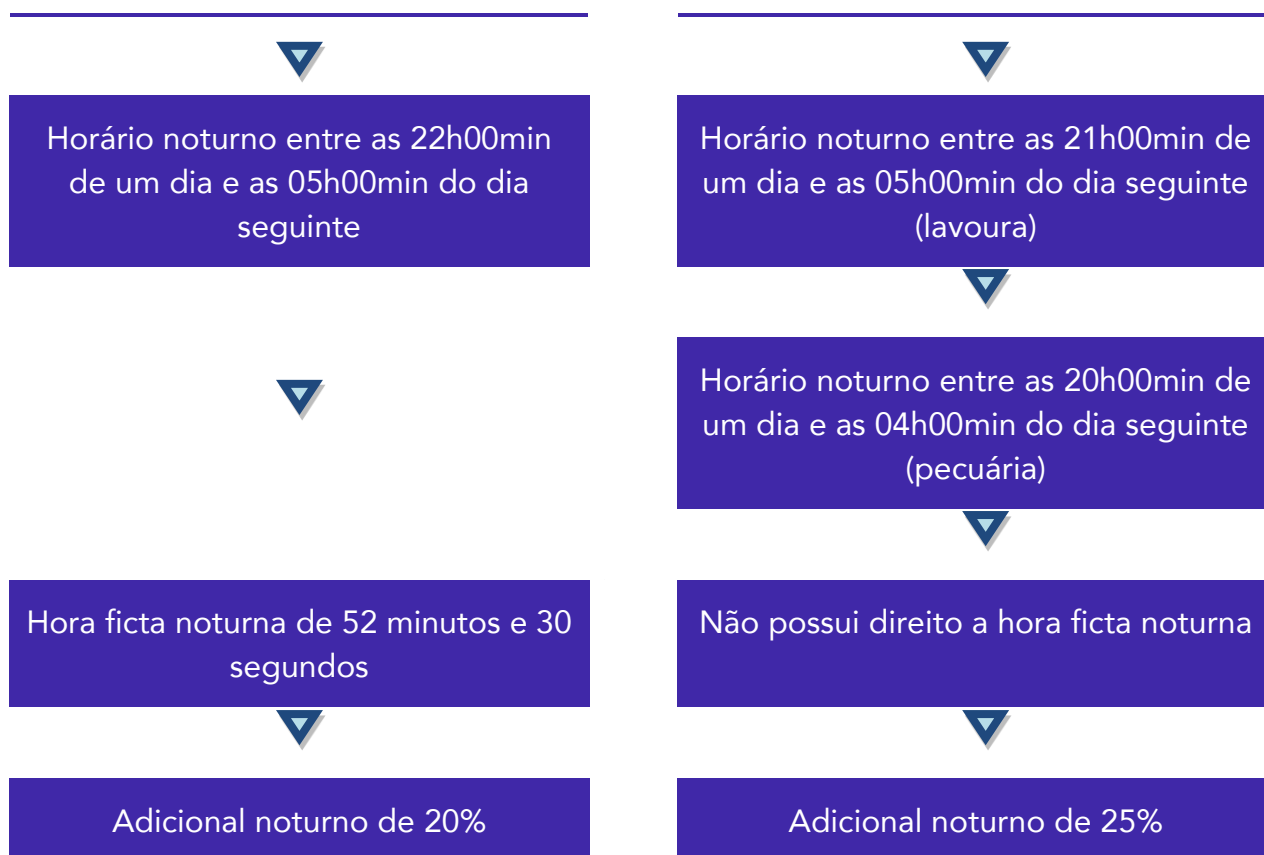 Horário noturno entre as 22h00min
de um dia e as 05h00min do dia
seguinte
Horário noturno entre as 21h00min de
um dia e as 05h00min do dia seguinte
(lavoura)
Horário noturno entre as 20h00min de
um dia e as 04h00min do dia seguinte
(pecuária)
Hora ficta noturna de 52 minutos e 30
segundos
Não possui direito a hora ficta noturna
Adicional noturno de 20%
Adicional noturno de 25%